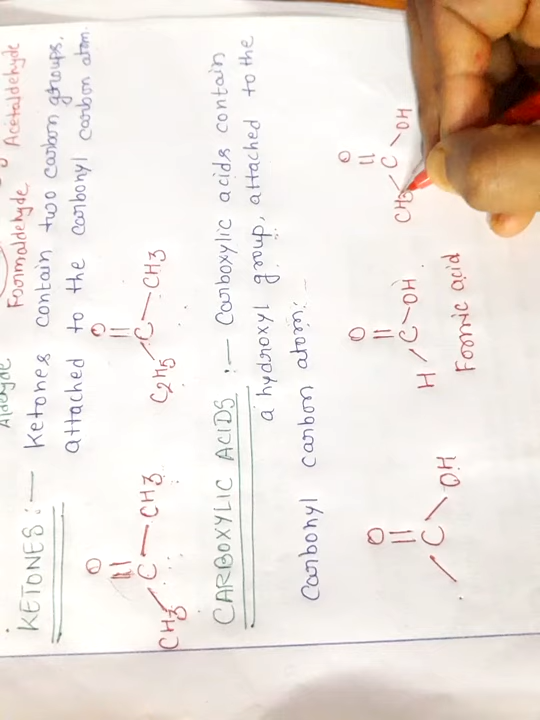 Aldehyde Formaldehyde Acetaldehyde
KETONES :- Ketones contain two carbon groups,
attached to the carbonyl carbon atom.
O O
CH3 C CH3 C2H5 C CH3
CARBOXYLIC ACIDS :- Carboxylic acids contain
a hydroxyl group, attached to the
Carbonyl carbon atom.
O O O
C OH H C OH CH3 C OH
Formic acid